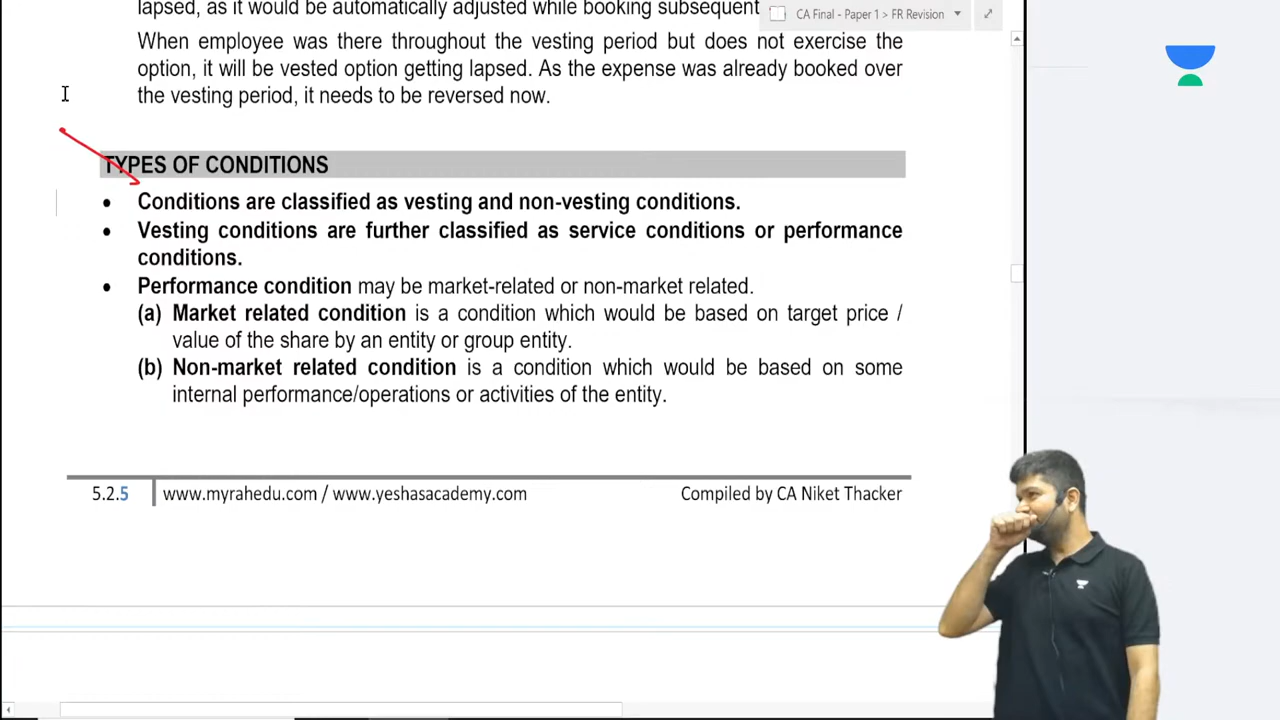 lapsed, as it would be automatically adjusted while booking subsequent
CA Final - Paper 1 > FR Revision
When employee was there throughout the vesting period but does not exercise the
option, it will be vested option getting lapsed. As the expense was already booked over
the vesting period, it needs to be reversed now.
TYPES OF CONDITIONS
• Conditions are classified as vesting and non-vesting conditions.
• Vesting conditions are further classified as service conditions or performance
conditions.
• Performance condition may be market-related or non-market related.
(a) Market related condition is a condition which would be based on target price /
value of the share by an entity or group entity.
(b) Non-market related condition is a condition which would be based on some
internal performance/operations or activities of the entity.
5.2.5 www.myrahedu.com / www.yeshasacademy.com Compiled by CA Niket Thacker